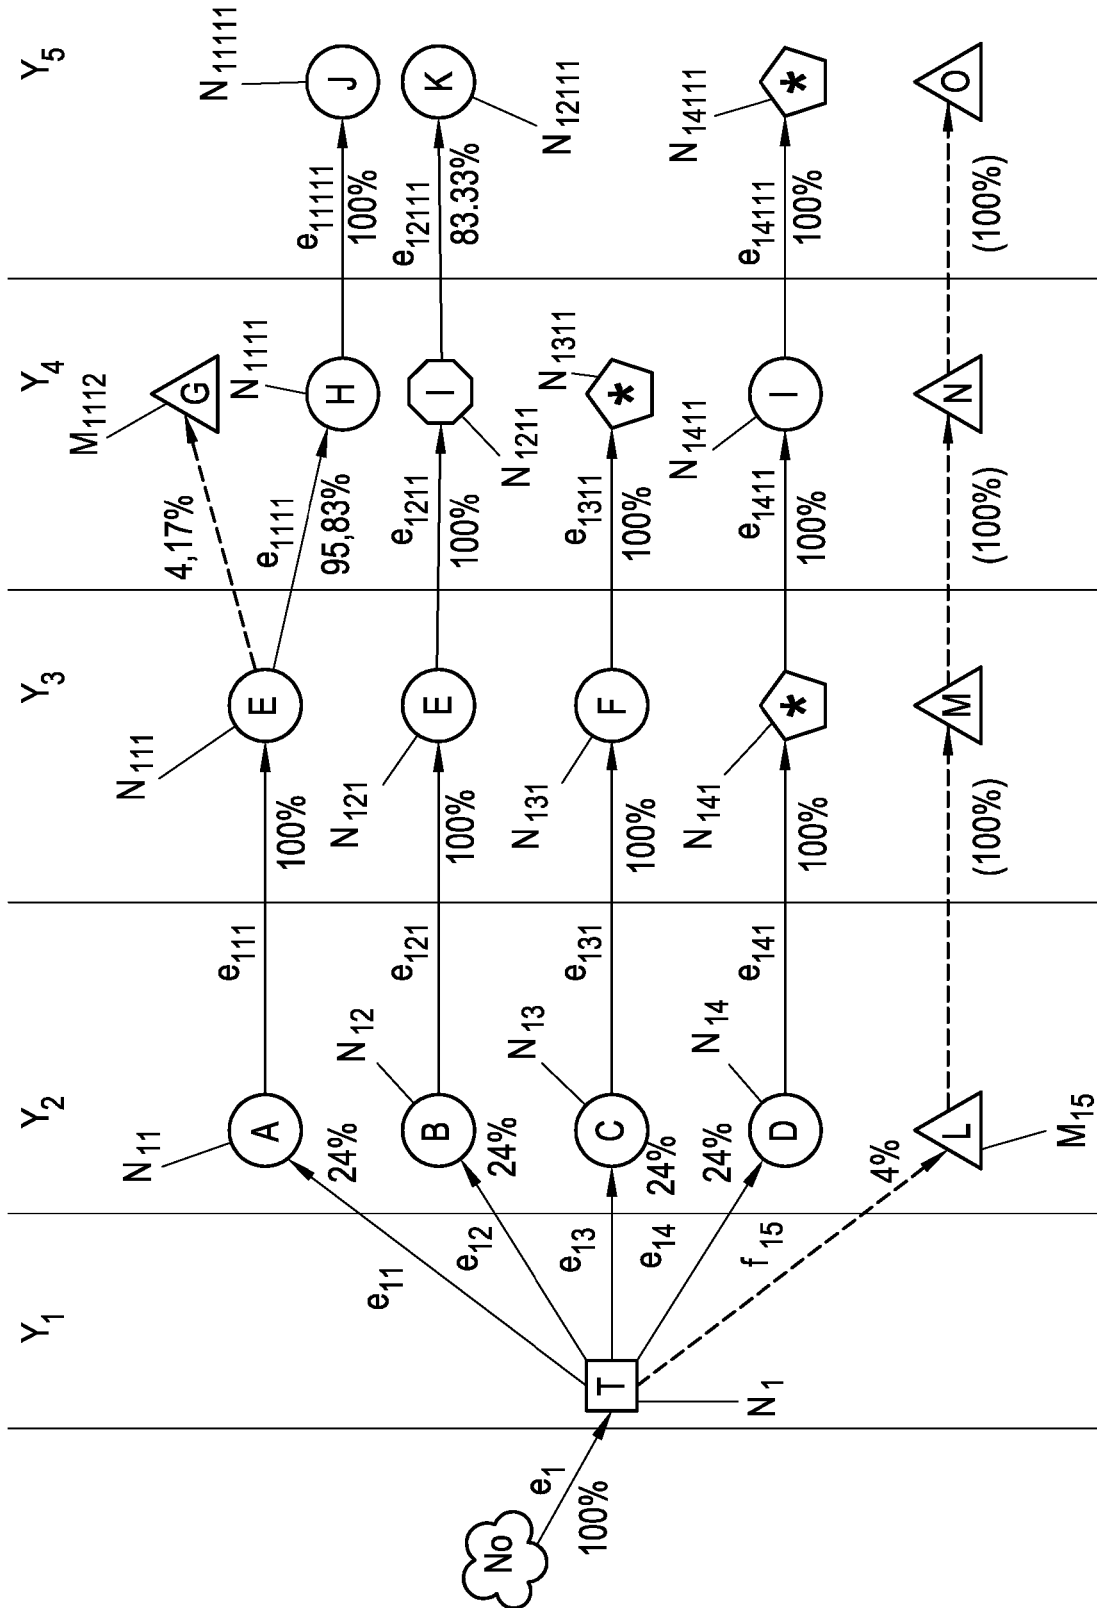 Y1
Y2
Y3
Y4
Y5
No
e1
100%
T
N1
e11
e12
e13
e14
f15
N11
A
24%
e111
100%
N111
E
4,17%
M1112
G
e1111
95,83%
N1111
H
e11111
100%
N11111
J
N12
B
24%
e121
100%
N121
E
e1211
100%
I
N1211
e12111
83.33%
K
N12111
N13
C
24%
e131
100%
N131
F
e1311
100%
N1311
*
N14
D
24%
e141
100%
N141
*
e1411
100%
N1411
I
e14111
100%
N14111
*
4%
L
M15
(100%)
M
(100%)
N
(100%)
O